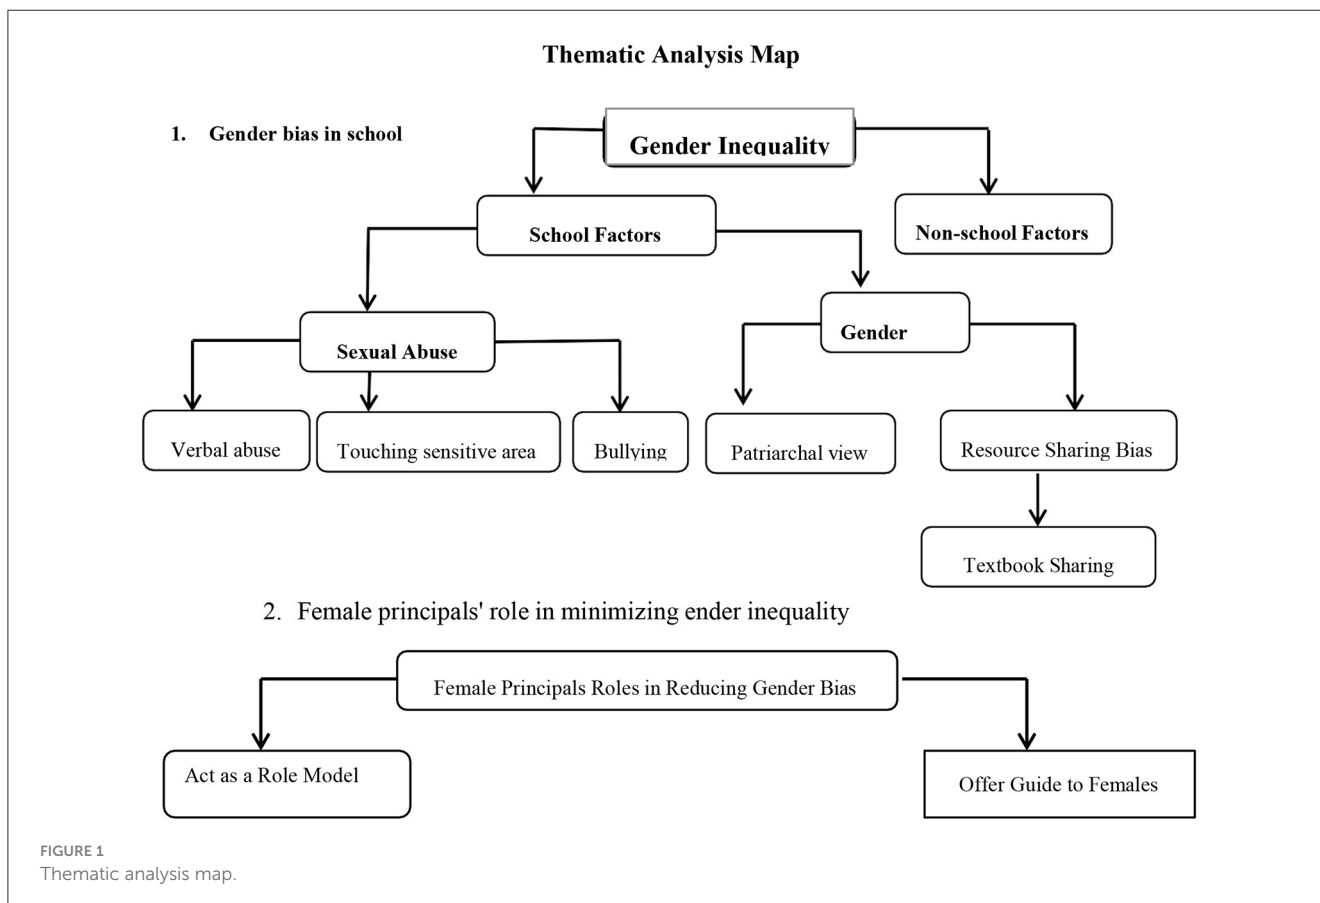 Thematic Analysis Map
1. Gender bias in school
Gender Inequality
School Factors
Non-school Factors
Gender
Sexual Abuse
Verbal abuse
Touching sensitive area
Bullying
Patriarchal view
Resource Sharing Bias
Textbook Sharing
2. Female principals' role in minimizing ender inequality
Female Principals Roles in Reducing Gender Bias
Act as a Role Model
Offer Guide to Females
FIGURE 1
Thematic analysis map.